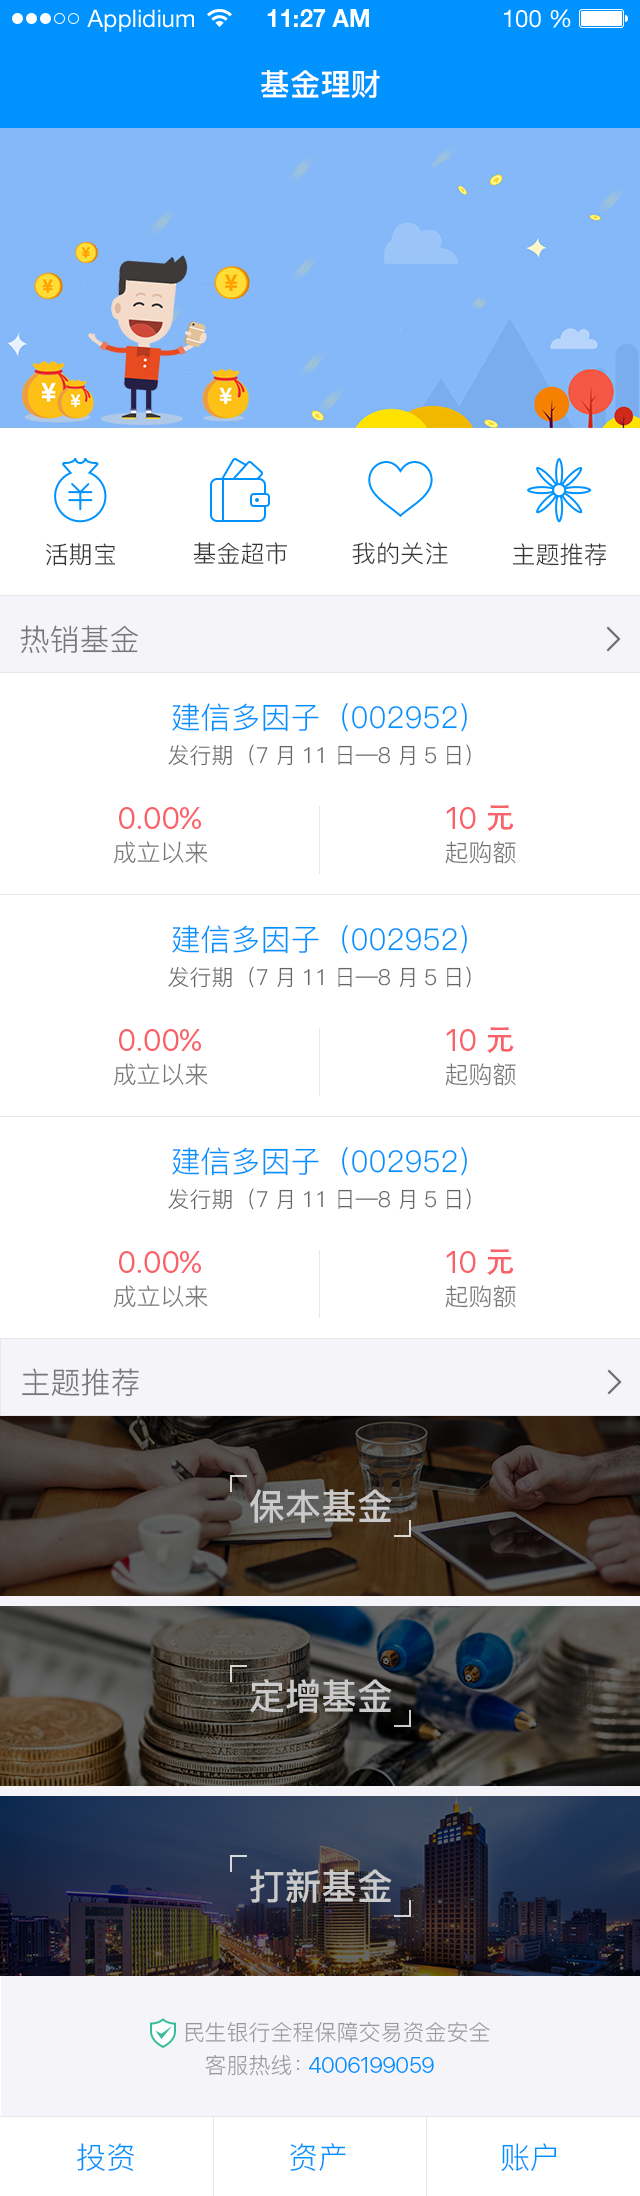 Applidium 11:27 AM 100 %
基金理财
活期宝 基金超市 我的关注 主题推荐
热销基金
建信多因子（002952）
发行期（7 月 11 日—8 月 5 日）
0.00% 10 元
成立以来 起购额
建信多因子（002952）
发行期（7 月 11 日—8 月 5 日）
0.00% 10 元
成立以来 起购额
建信多因子（002952）
发行期（7 月 11 日—8 月 5 日）
0.00% 10 元
成立以来 起购额
主题推荐
保本基金
定增基金
打新基金
民生银行全程保障交易资金安全
客服热线：4006199059
投资 资产 账户